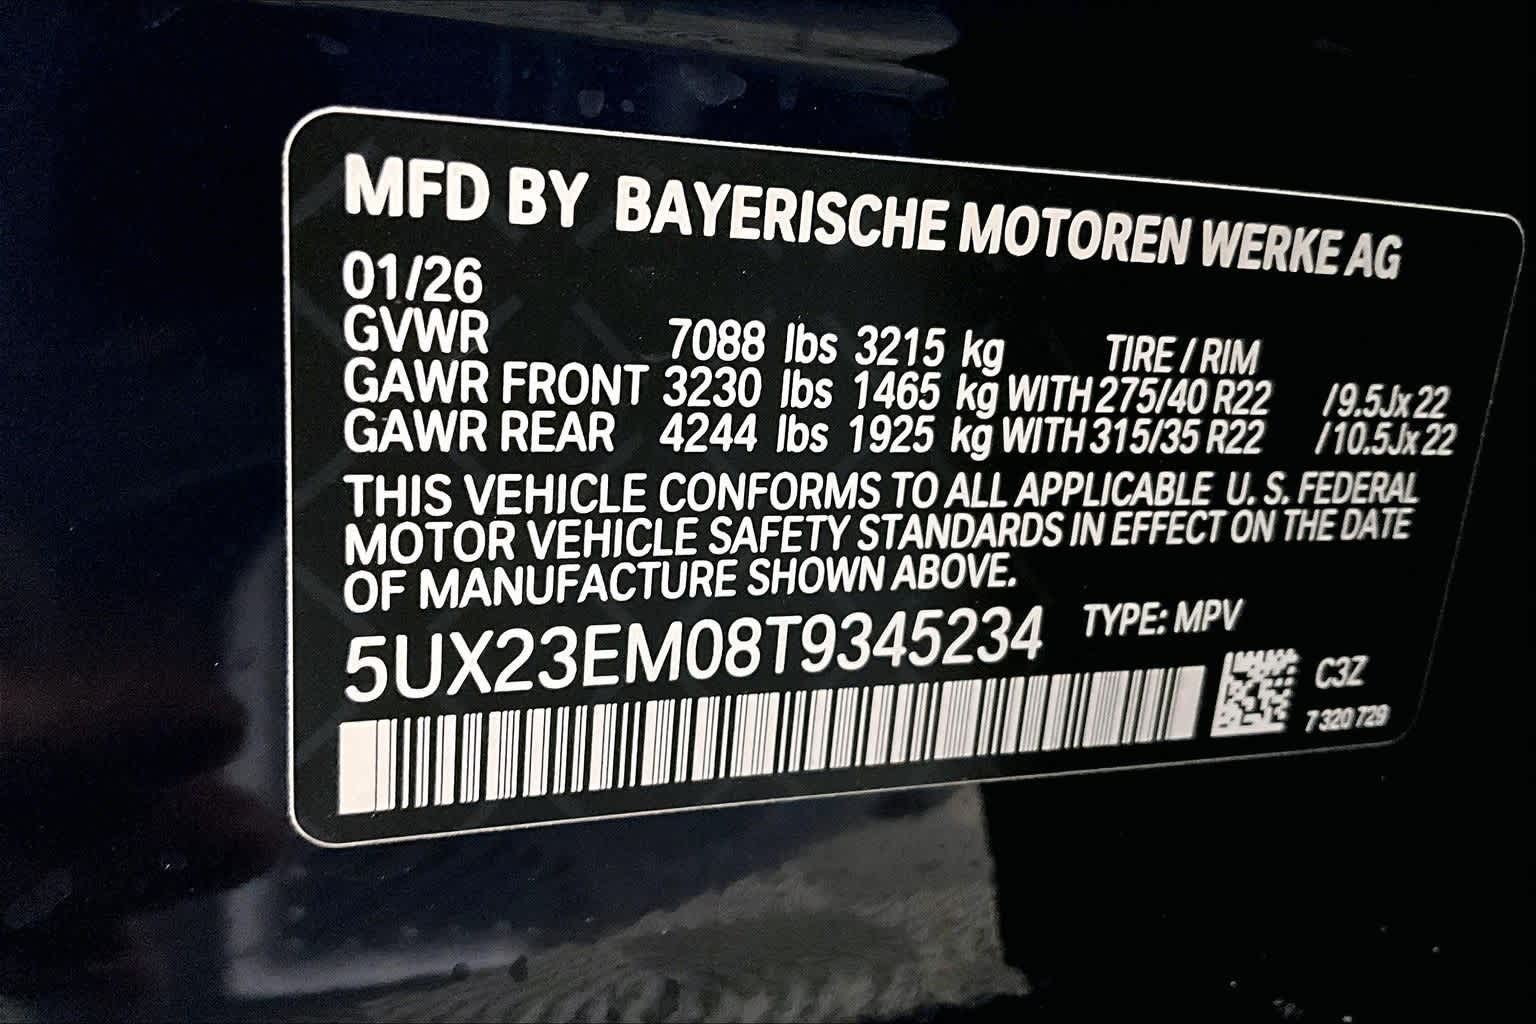 MFD BY BAYERISCHE MOTOREN WERKE AG
01/26
GVWR 7088 lbs 3215 kg TIRE / RIM
GAWR FRONT 3230 lbs 1465 kg WITH 275/40 R22 /9.5Jx22
GAWR REAR 4244 lbs 1925 kg WITH 315/35 R22 /10.5Jx22
THIS VEHICLE CONFORMS TO ALL APPLICABLE U. S. FEDERAL
MOTOR VEHICLE SAFETY STANDARDS IN EFFECT ON THE DATE
OF MANUFACTURE SHOWN ABOVE.
5UX23EM08T9345234 TYPE: MPV
C3Z
7 320 729